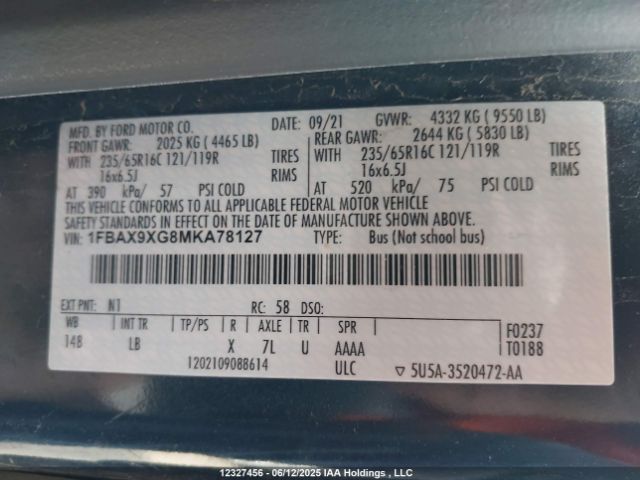 MFD. BY FORD MOTOR CO. DATE: 09/21 GVWR: 4332 KG ( 9550 LB)
FRONT GAWR: 2025 KG ( 4465 LB) REAR GAWR: 2644 KG ( 5830 LB)
WITH 235/65R16C 121/119R TIRES WITH 235/65R16C 121/119R TIRES
16x6.5J RIMS 16x6.5J RIMS
AT 390 kPa/ 57 PSI COLD AT 520 kPa/ 75 PSI COLD
THIS VEHICLE CONFORMS TO ALL APPLICABLE FEDERAL MOTOR VEHICLE
SAFETY STANDARDS IN EFFECT ON THE DATE OF MANUFACTURE SHOWN ABOVE.
VIN: 1FBAX9XG8MKA78127 TYPE: Bus (Not school bus)
EXT PNT: N1 RC: 58 DSO:
WB INT TR TP/PS R AXLE TR SPR F0237
148 LB X 7L U AAAA T0188
1202109088614 ULC ▽ 5U5A-3520472-AA
12327456 - 06/12/2025 IAA Holdings , LLC